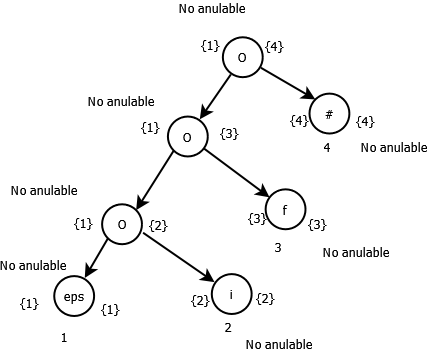 No anulable
{1} {4}
O
No anulable
{1} {3}
O
{4} # {4}
4
No anulable
No anulable
{1} {2}
O
{3} f {3}
3
No anulable
No anulable
{1} eps {1}
1
{2} i {2}
2
No anulable